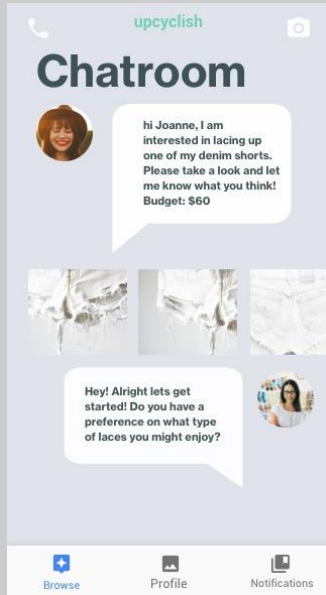 upcyclish
Chatroom
hi Joanne, I am
interested in lacing up
one of my denim shorts.
Please take a look and let
me know what you think!
Budget: $60
Hey! Alright lets get
started! Do you have a
preference on what type
of laces you might enjoy?
Browse
Profile
Notifications